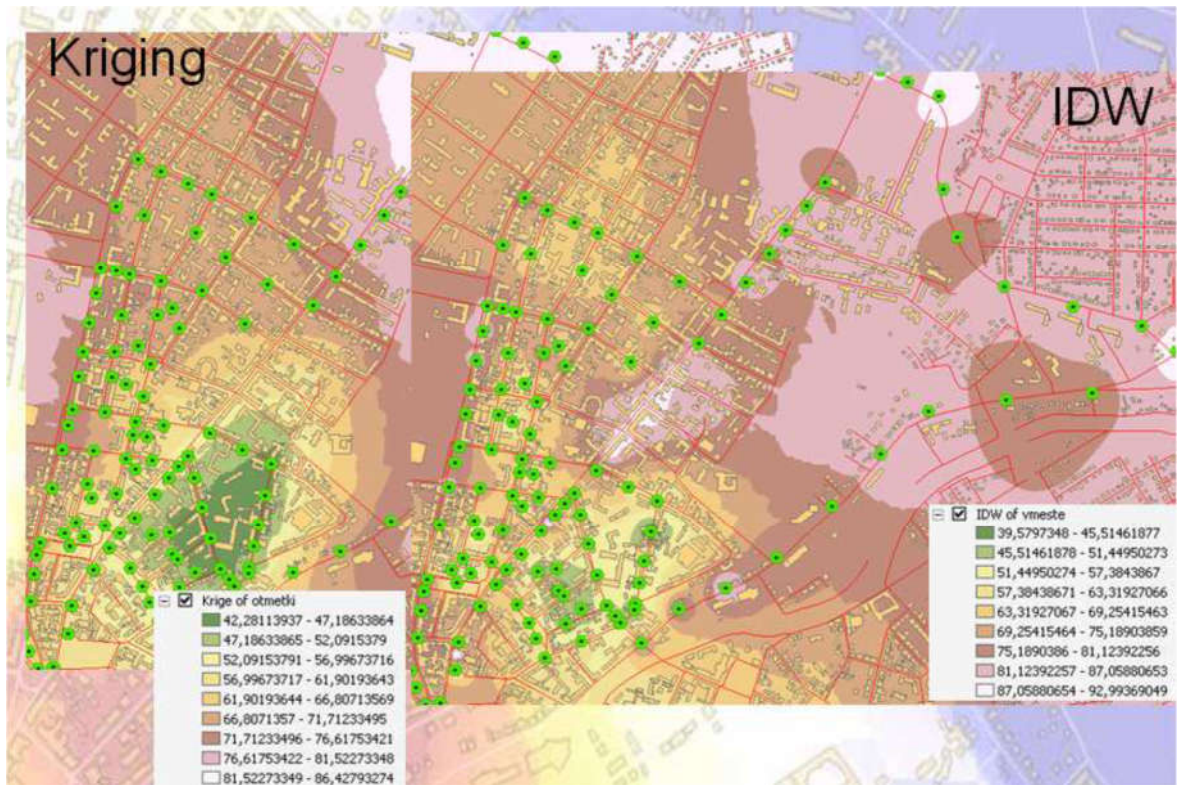 Kriging
IDW
Krige of otmetki
42,28113937 - 47,18633864
47,18633865 - 52,0915379
52,09153791 - 56,99673716
56,99673717 - 61,90193643
61,90193644 - 66,80713569
66,8071357 - 71,71233495
71,71233496 - 76,61753421
76,61753422 - 81,52273348
81,52273349 - 86,42793274
IDW of vmeste
39,5797348 - 45,51461877
45,51461878 - 51,44950273
51,44950274 - 57,3843867
57,38438671 - 63,31927066
63,31927067 - 69,25415463
69,25415464 - 75,18903859
75,1890386 - 81,12392256
81,12392257 - 87,05880653
87,05880654 - 92,99369049